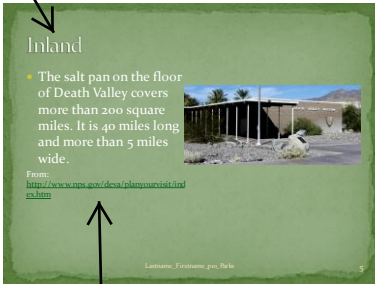 Inland
The salt pan on the floor
of Death Valley covers
more than 200 square
miles. It is 40 miles long
and more than 5 miles
wide.
From:
http://www.nps.gov/deva/planyourvisit/ind
ex.htm
Lastname_Firstname_p10_Parks
5